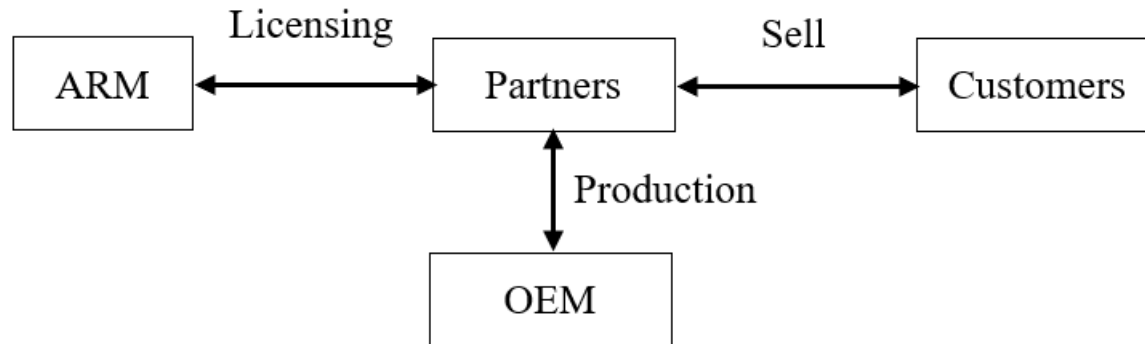 Licensing
Sell
ARM
Partners
Customers
Production
OEM